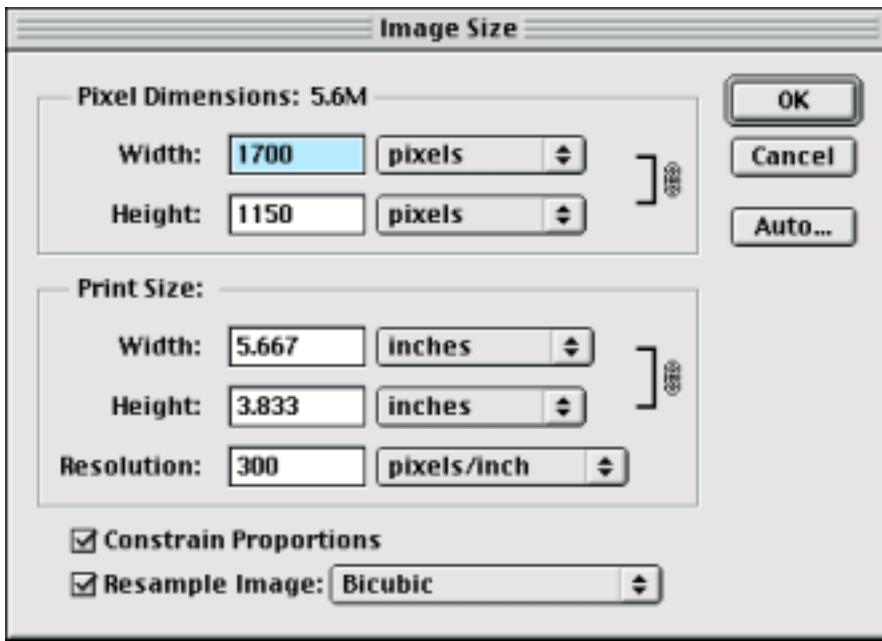 Image Size
Pixel Dimensions: 5.6M
Width: 1700 pixels
Height: 1150 pixels
OK
Cancel
Auto...
Print Size:
Width: 5.667 inches
Height: 3.833 inches
Resolution: 300 pixels/inch
Constrain Proportions
Resample Image: Bicubic